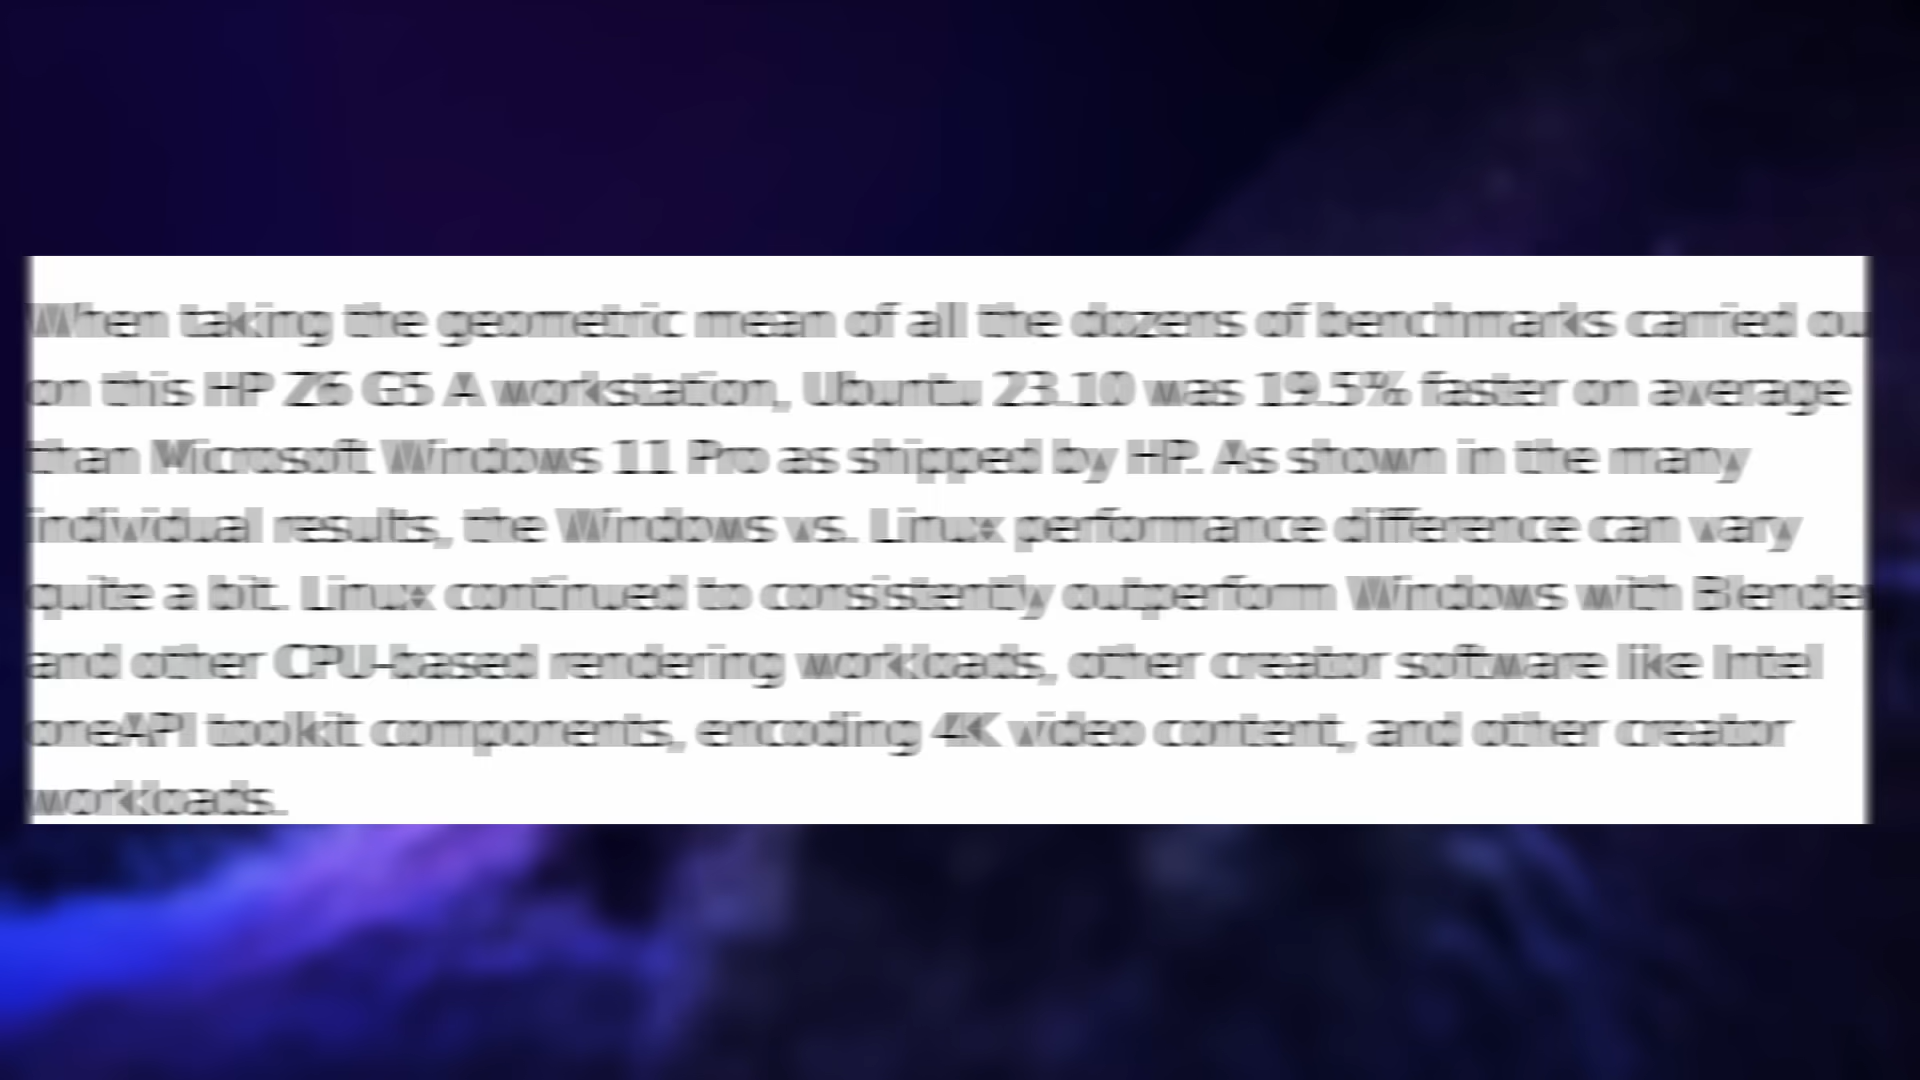 When taking the geometric mean of all the dozens of benchmarks carried ou
on this HP Z6 G5 A workstation, Ubuntu 23.10 was 19.5% faster on average
than Microsoft Windows 11 Pro as shipped by HP. As shown in the many
individual results, the Windows vs. Linux performance difference can vary
quite a bit. Linux continued to consistently outperform Windows with Blender
and other CPU-based rendering workloads, other creator software like Intel
oneAPI toolkit components, encoding 4K video content, and other creator
workloads.